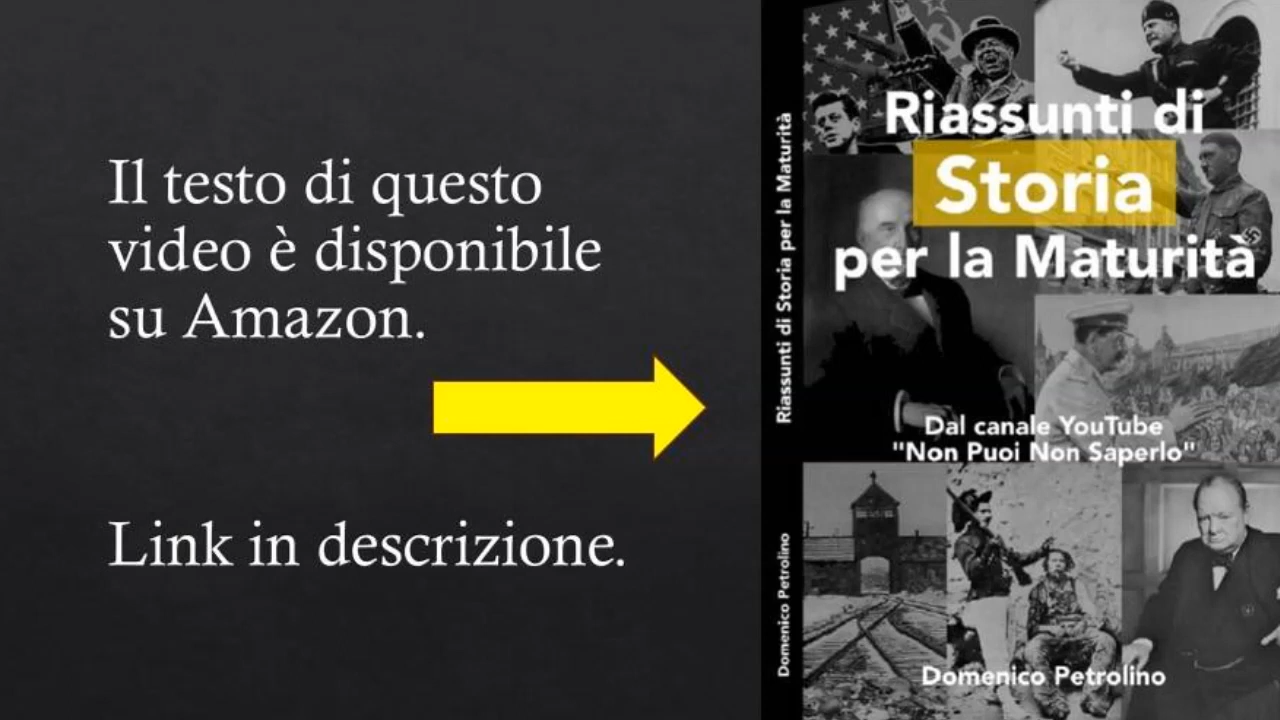 Il testo di questo
video è disponibile
su Amazon.
Link in descrizione.
Riassunti di Storia per la Maturità
Domenico Petrolino
Riassunti di
Storia
per la Maturità
Dal canale YouTube
"Non Puoi Non Saperlo"
Domenico Petrolino